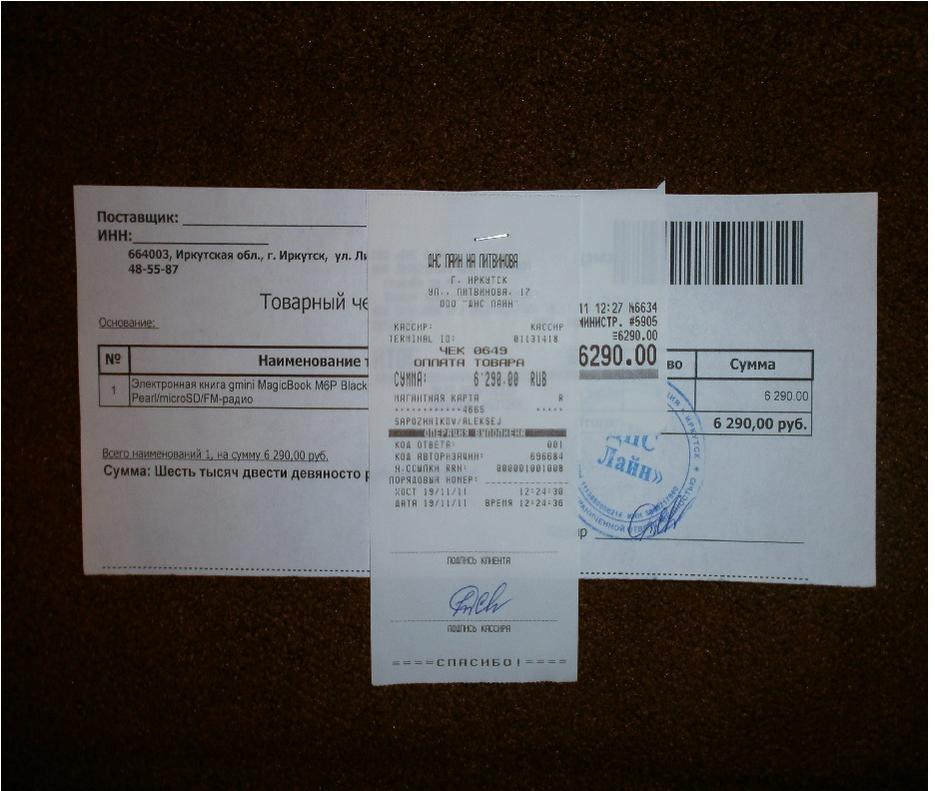 Поставщик:
ИНН:
664003, Иркутская обл., г. Иркутск, ул. Ли
48-55-87
Товарный че
Основание:
№ Наименование т
1 Электронная книга gmini MagicBook M6P Black
Pearl/microSD/FM-радио
Всего наименований 1, на сумму 6 290,00 руб.
Сумма: Шесть тысяч двести девяносто р
ДНС ЛАЙН НА ЛИТВИНОВА
Г. ИРКУТСК
УЛ., ЛИТВИНОВА, 17
ООО "ДНС ЛАЙН"
КАССИР: КАССИР
TERMINAL ID: 01131418
ЧЕК 0649
ОПЛАТА ТОВАРА
СУММА: 6'290.00 RUB
МАГНИТНАЯ КАРТА R
************4665 *****
SAPOZHNIKOV/ALEKSEJ
ОПЕРАЦИЯ ВЫПОЛНЕНА
КОД ОТВЕТА: 001
КОД АВТОРИЗАЦИИ: 696684
Н.ССЫЛКИ RRN: 000001001008
ПОРЯДОВЫЙ НОМЕР:
ХОСТ 19/11/11 12:24:30
ДАТА 19/11/11 ВРЕМЯ 12:24:36
ПОДПИСЬ КЛИЕНТА
ПОДПИСЬ КАССИРА
====СПАСИБО!====
11 12:27 №6634
МИНИСТР. #5905
=6290.00
6290.00
во Сумма
6 290.00
6 290,00 руб.
ДНС
Лайн»
ИРКУТСК
р